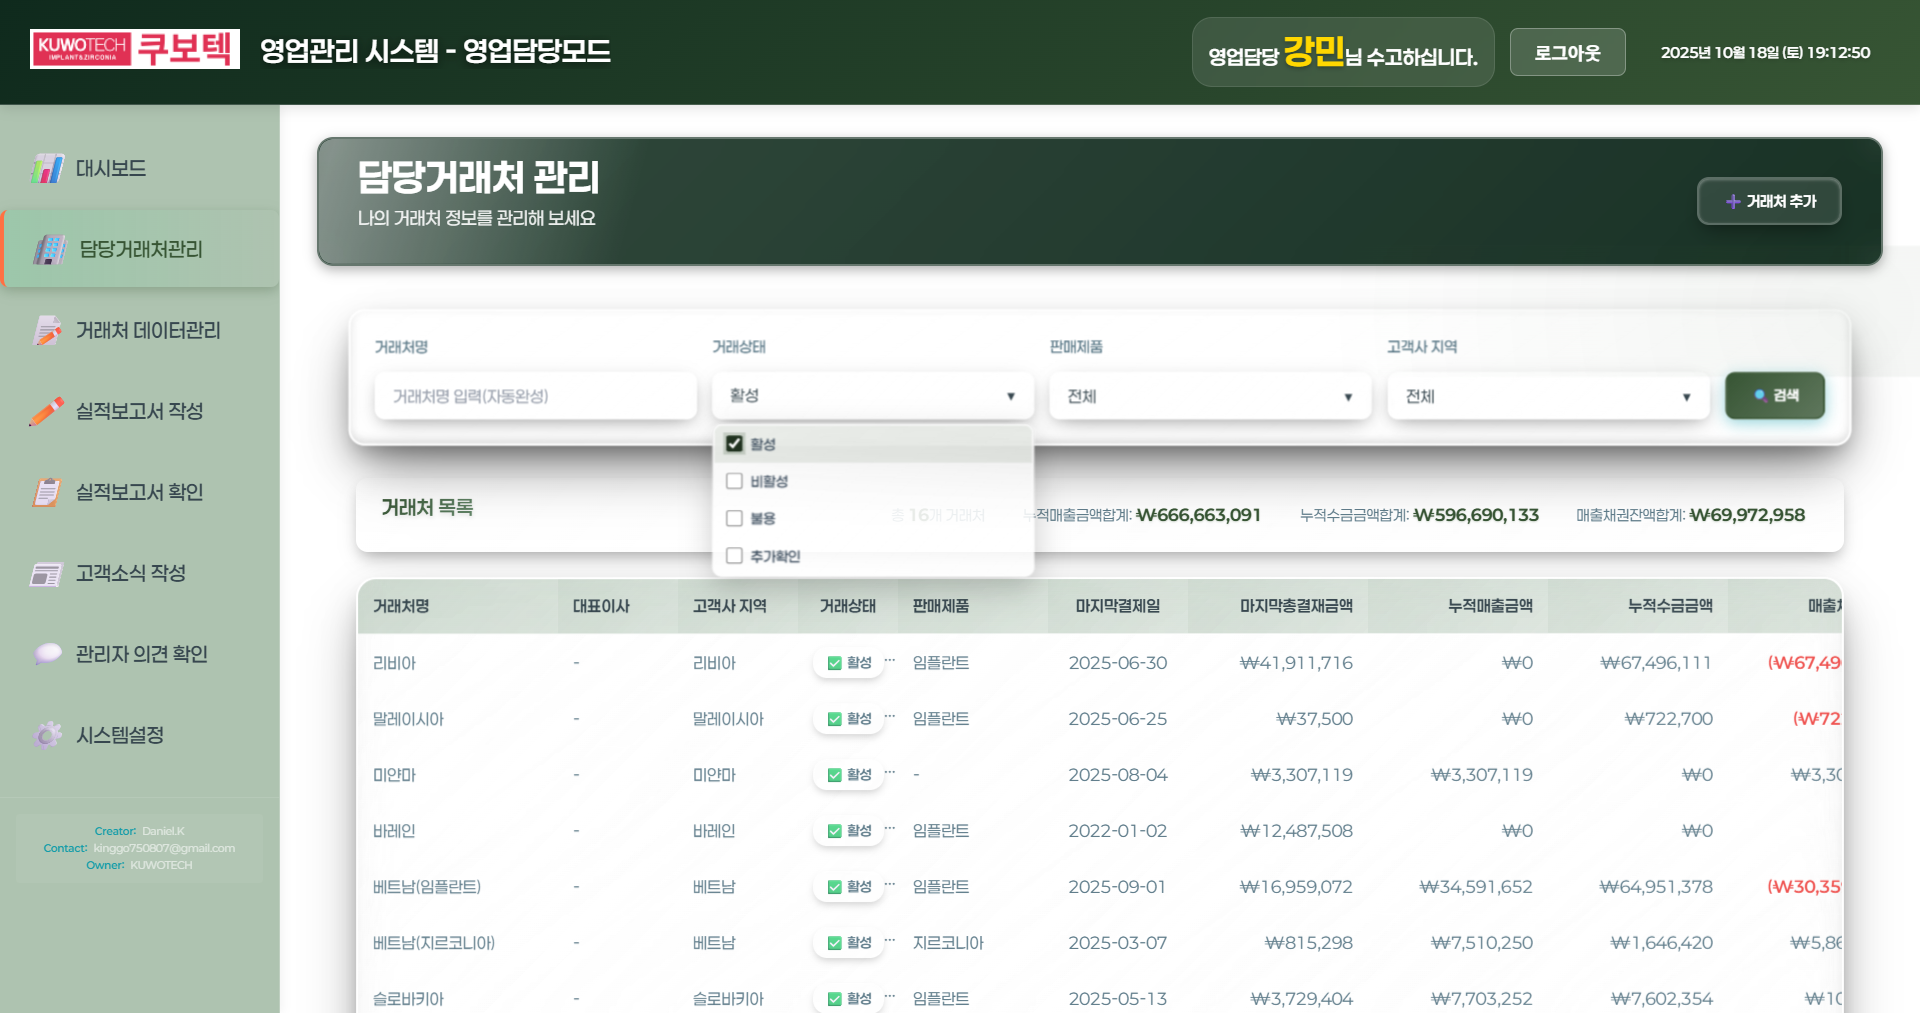 KUWOTECH 쿠보텍
IMPLANT&ZIRCONIA
영업관리 시스템 - 영업담당모드
영업담당 강민님 수고하십니다.
로그아웃
2025년 10월 18일 (토) 19:12:50
대시보드
담당거래처관리
거래처 데이터관리
실적보고서 작성
실적보고서 확인
고객소식 작성
관리자 의견 확인
시스템설정
Creator: Daniel.K
Contact: kinggo750807@gmail.com
Owner: KUWOTECH
담당거래처 관리
나의 거래처 정보를 관리해 보세요
➕ 거래처 추가
거래처명 거래상태 판매제품 고객사 지역
거래처명 입력(자동완성) 활성 ▼ 전체 ▼ 전체 ▼ 검색
활성
비활성
불용
추가확인
거래처 목록 총 16개 거래처 누적매출금액합계: ₩666,663,091 누적수금금액합계: ₩596,690,133 매출채권잔액합계: ₩69,972,958
거래처명 대표이사 고객사 지역 거래상태 판매제품 마지막결제일 마지막총결재금액 누적매출금액 누적수금금액 매출채
리비아 - 리비아 ✅ 활성 ... 임플란트 2025-06-30 ₩41,911,716 ₩0 ₩67,496,111 (₩67,49
말레이시아 - 말레이시아 ✅ 활성 ... 임플란트 2025-06-25 ₩37,500 ₩0 ₩722,700 (₩72
미얀마 - 미얀마 ✅ 활성 ... - 2025-08-04 ₩3,307,119 ₩3,307,119 ₩0 ₩3,30
바레인 - 바레인 ✅ 활성 ... 임플란트 2022-01-02 ₩12,487,508 ₩0 ₩0
베트남(임플란트) - 베트남 ✅ 활성 ... 임플란트 2025-09-01 ₩16,959,072 ₩34,591,652 ₩64,951,378 (₩30,35
베트남(지르코니아) - 베트남 ✅ 활성 ... 지르코니아 2025-03-07 ₩815,298 ₩7,510,250 ₩1,646,420 ₩5,86
슬로바키아 - 슬로바키아 ✅ 활성 ... 임플란트 2025-05-13 ₩3,729,404 ₩7,703,252 ₩7,602,354 ₩10